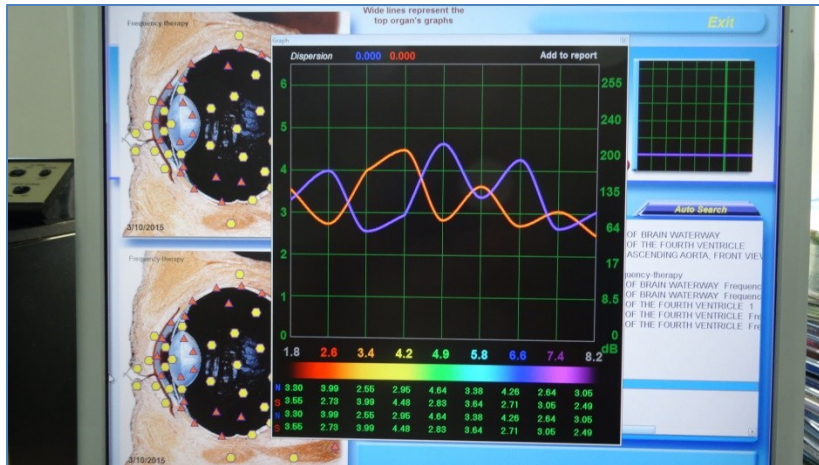 Wide lines represent the
top organ's graphs
Exit
Frequency therapy
3/10/2015
Frequency therapy
3/10/2015
Graph
Dispersion 0.000 0.000 Add to report
6
5
4
3
2
1
0
255
240
200
135
64
17
8.5
0
dB
1.8 2.6 3.4 4.2 4.9 5.8 6.6 7.4 8.2
N 3.30 3.99 2.55 2.95 4.64 3.38 4.26 2.64 3.05
S 3.55 2.73 3.99 4.48 2.83 3.64 2.71 3.05 2.49
N 3.30 3.99 2.55 2.95 4.64 3.38 4.26 2.64 3.05
S 3.55 2.73 3.99 4.48 2.83 3.64 2.71 3.05 2.49
Auto Search
OF BRAIN WATERWAY
OF THE FOURTH VENTRICLE
ASCENDING AORTA, FRONT VIEW
quency-therapy
OF BRAIN WATERWAY Frequenc
OF BRAIN WATERWAY Frequenc
OF THE FOURTH VENTRICLE 1
OF THE FOURTH VENTRICLE Fre
OF THE FOURTH VENTRICLE Fre